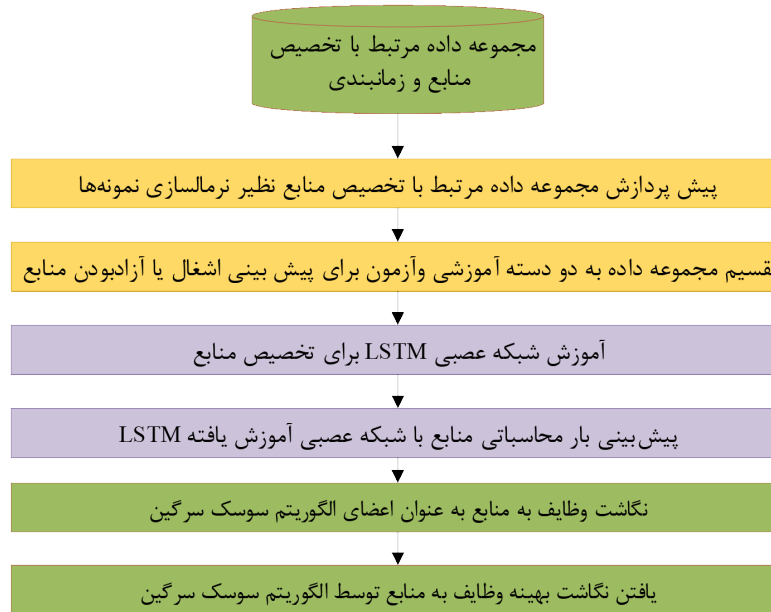 مجموعه داده مرتبط با تخصیص
منابع و زمانبندی
پیش پردازش مجموعه داده مرتبط با تخصیص منابع نظیر نرمالسازی نمونه‌ها
قسیم مجموعه داده به دو دسته آموزشی وآزمون برای پیش بینی اشغال یا آزادبودن منابع
آموزش شبکه عصبی LSTM برای تخصیص منابع
پیش‌بینی بار محاسباتی منابع با شبکه عصبی آموزش یافته LSTM
نگاشت وظایف به منابع به عنوان اعضای الگوریتم سوسک سرگین
یافتن نگاشت بهینه وظایف به منابع توسط الگوریتم سوسک سرگین